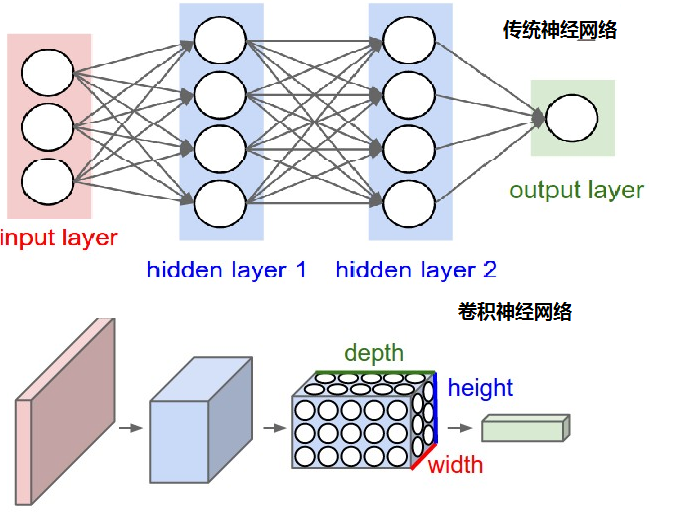 传统神经网络
input layer
hidden layer 1
hidden layer 2
output layer
卷积神经网络
depth
height
width